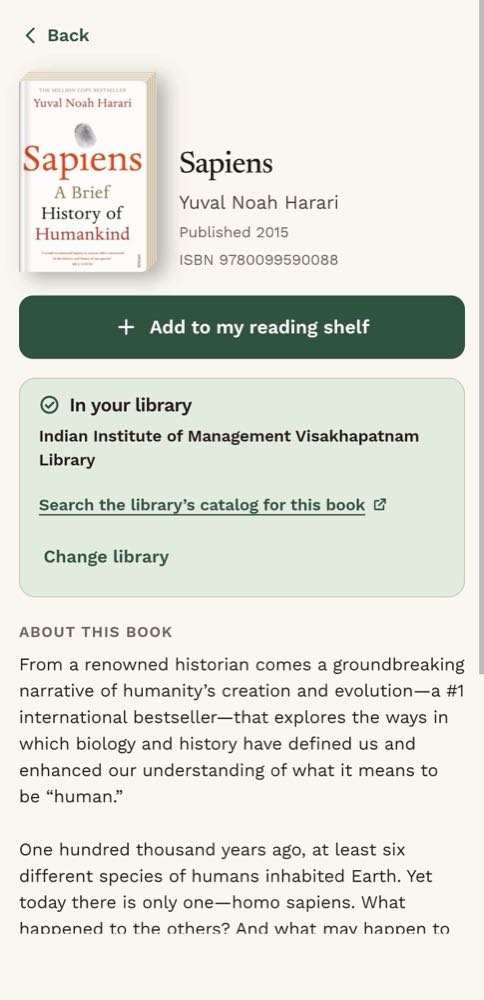 Back
THE MILLION COPY BESTSELLER
Yuval Noah Harari
Sapiens
A Brief
History of
Humankind
Sapiens
Yuval Noah Harari
Published 2015
ISBN 9780099590088
+ Add to my reading shelf
In your library
Indian Institute of Management Visakhapatnam
Library
Search the library’s catalog for this book
Change library
ABOUT THIS BOOK
From a renowned historian comes a groundbreaking
narrative of humanity’s creation and evolution—a #1
international bestseller—that explores the ways in
which biology and history have defined us and
enhanced our understanding of what it means to
be “human.”
One hundred thousand years ago, at least six
different species of humans inhabited Earth. Yet
today there is only one—homo sapiens. What
happened to the others? And what may happen to